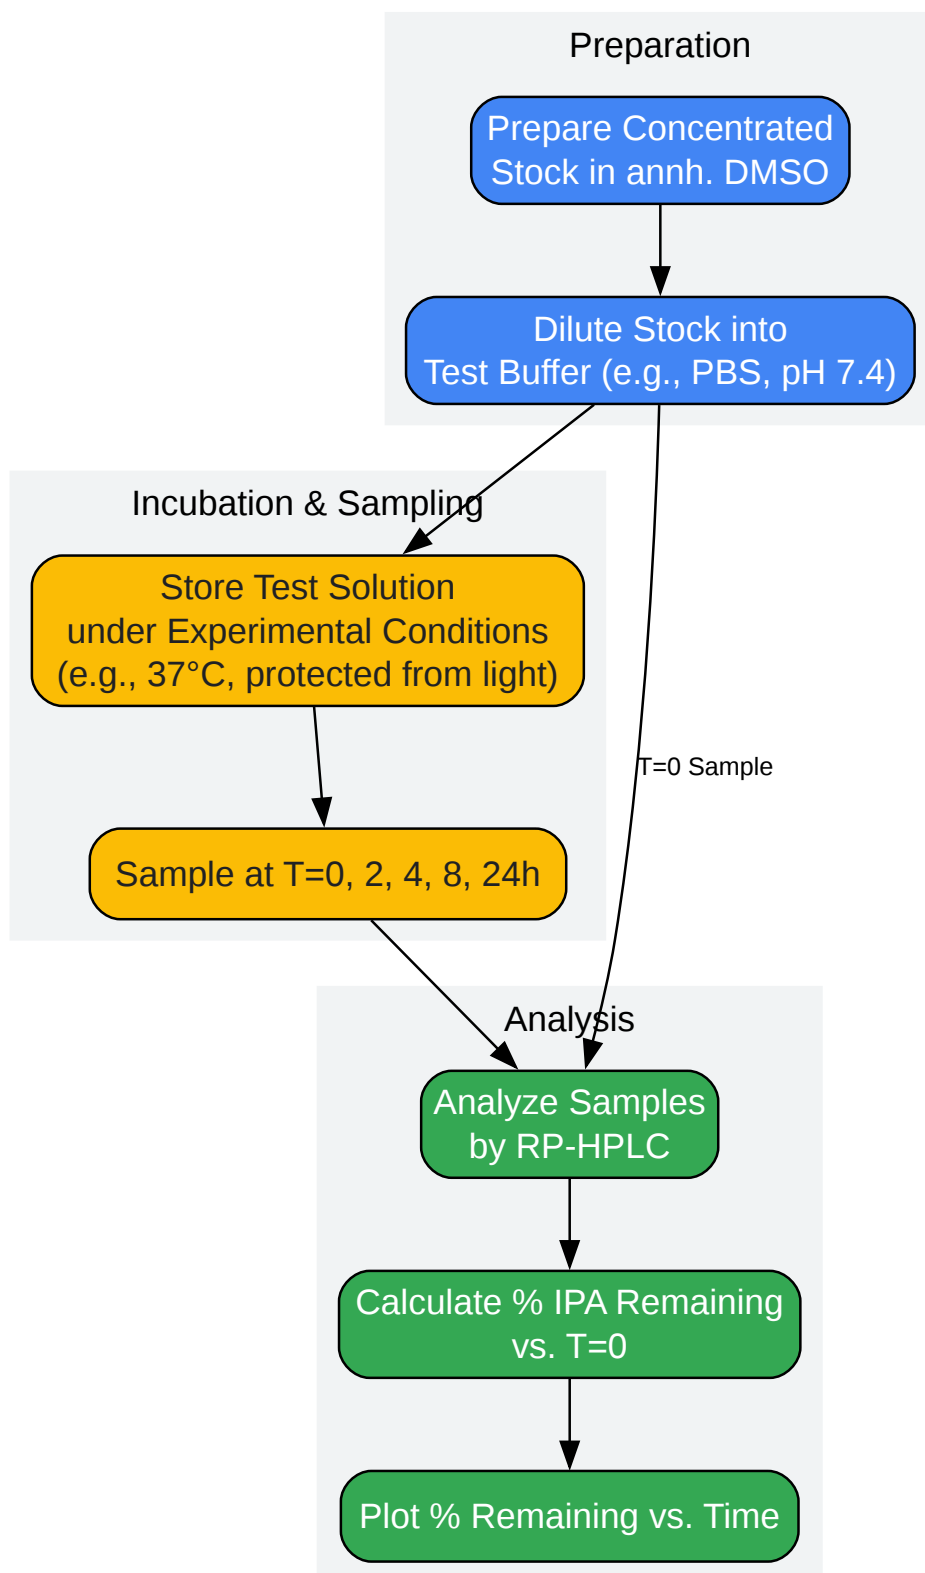 Preparation
Prepare Concentrated
Stock in annh. DMSO
Dilute Stock into
Test Buffer (e.g., PBS, pH 7.4)
Incubation & Sampling
Store Test Solution
under Experimental Conditions
(e.g., 37°C, protected from light)
T=0 Sample
Sample at T=0, 2, 4, 8, 24h
Analysis
Analyze Samples
by RP-HPLC
Calculate % IPA Remaining
vs. T=0
Plot % Remaining vs. Time